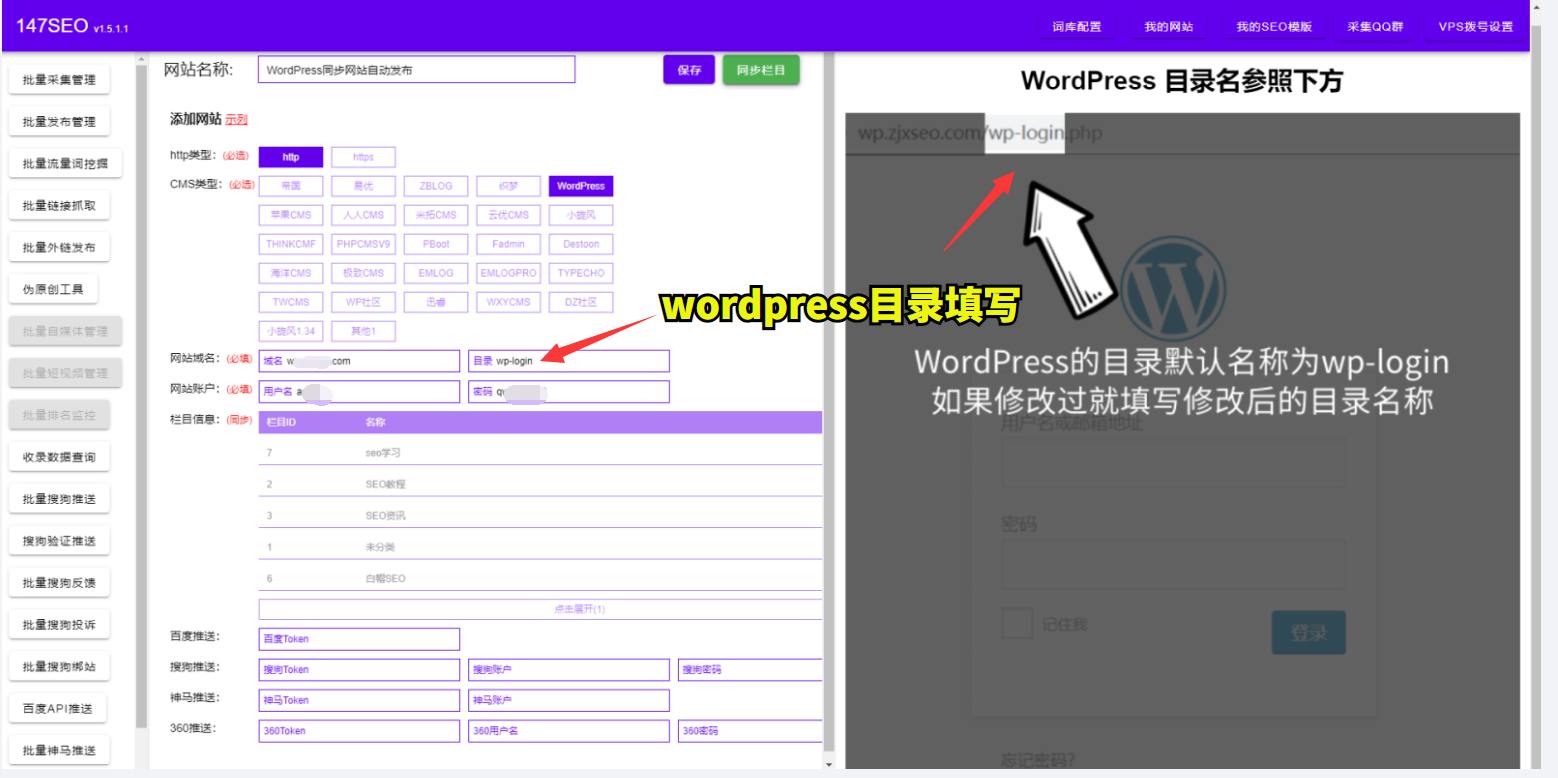 147SEO v1.5.1.1
词库配置 我的网站 我的SEO模版 采集QQ群 VPS拨号设置
批量采集管理
批量发布管理
批量流量词挖掘
批量链接抓取
批量外链发布
伪原创工具
批量自媒体管理
批量短视频管理
批量排名监控
收录数据查询
批量搜狗推送
搜狗验证推送
批量搜狗反馈
批量搜狗投诉
批量搜狗绑站
百度API推送
批量神马推送
网站名称: WordPress同步网站自动发布 保存 同步栏目
添加网站 示列
http类型: (必选) http https
CMS类型: (必选) 帝国 易优 ZBLOG 织梦 WordPress
苹果CMS 人人CMS 米拓CMS 云优CMS 小旋风
THINKCMF PHPCMSV9 PBoot Fadmin Destoon
海洋CMS 极致CMS EMLOG EMLOGPRO TYPECHO
TWCMS WP社区 迅睿 WXYCMS DZ社区
小旋风1.34 其他1
wordpress目录填写
网站域名: (必填) 域名 w .com 目录 wp-login
网站账户: (必填) 用户名 a 密码 q
栏目信息: (同步) 栏目ID 名称
7 seo学习
2 SEO教程
3 SEO资讯
1 未分类
6 白帽SEO
点击展开(1)
百度推送: 百度Token
搜狗推送: 搜狗Token 搜狗账户 搜狗密码
神马推送: 神马Token 神马账户
360推送: 360Token 360用户名 360密码
WordPress 目录名参照下方
wp.zjxseo.com/wp-login.php
WordPress的目录默认名称为wp-login
如果修改过就填写修改后的目录名称
用户名或邮箱地址
密码
记住我 登录
忘记密码?